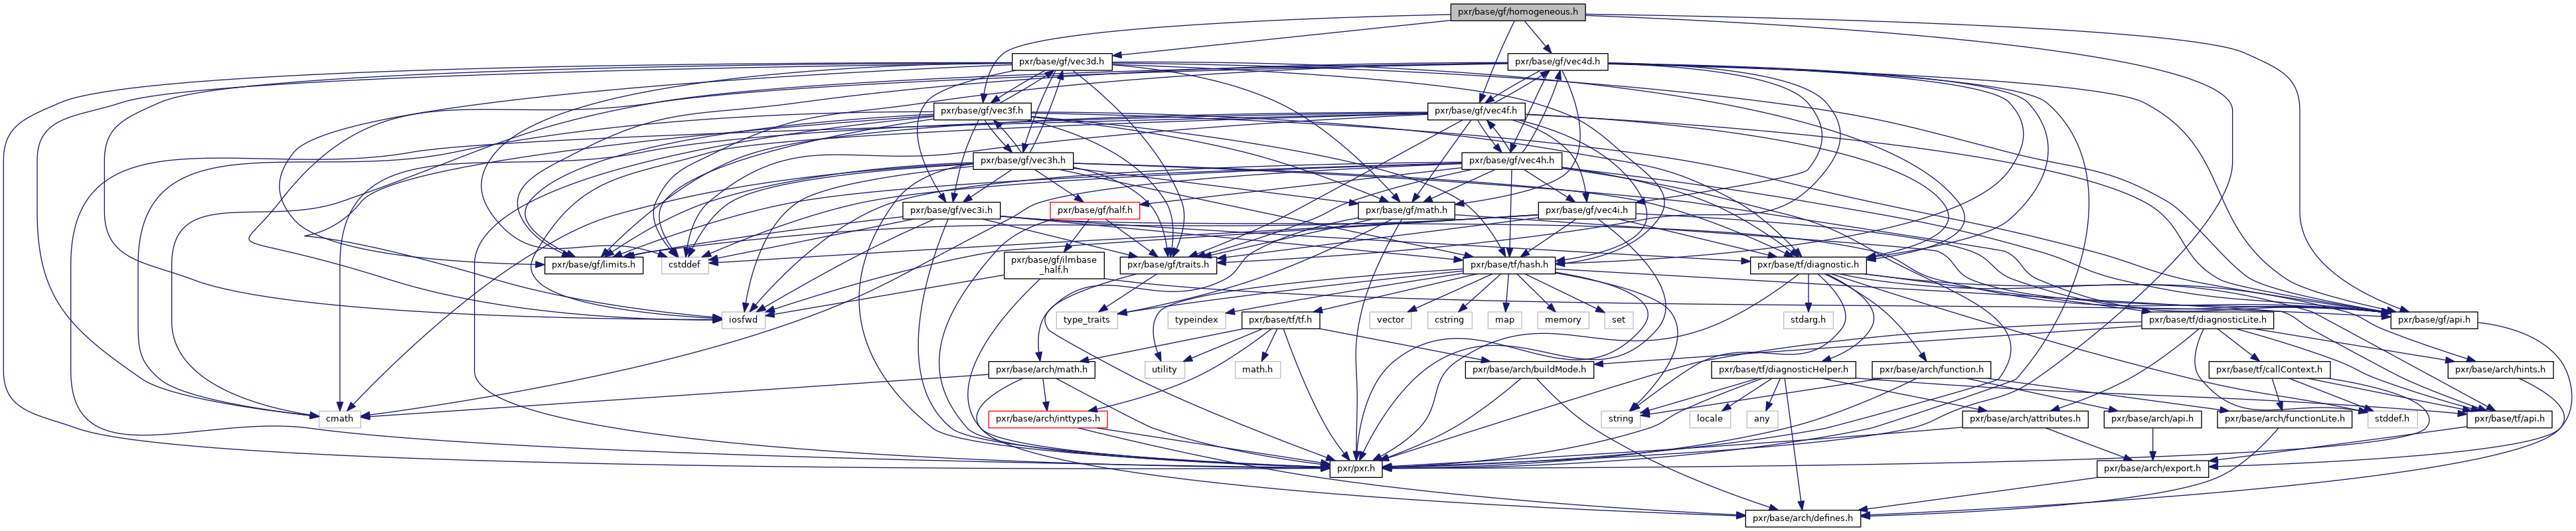 pxr/base/gf/homogeneous.h
pxr/base/gf/vec3d.h
pxr/base/gf/vec4d.h
pxr/base/gf/vec3f.h
pxr/base/gf/vec4f.h
pxr/base/gf/vec3h.h
pxr/base/gf/vec4h.h
pxr/base/gf/vec3i.h
pxr/base/gf/half.h
pxr/base/gf/math.h
pxr/base/gf/vec4i.h
pxr/base/gf/limits.h
cstddef
pxr/base/gf/ilmbase
_half.h
pxr/base/gf/traits.h
pxr/base/tf/hash.h
pxr/base/tf/diagnostic.h
iosfwd
type_traits
typeindex
pxr/base/tf/tf.h
vector
cstring
map
memory
set
stdarg.h
pxr/base/tf/diagnosticLite.h
pxr/base/gf/api.h
pxr/base/arch/math.h
utility
math.h
pxr/base/arch/buildMode.h
pxr/base/tf/diagnosticHelper.h
pxr/base/arch/function.h
pxr/base/tf/callContext.h
pxr/base/arch/hints.h
cmath
pxr/base/arch/inttypes.h
string
locale
any
pxr/base/arch/attributes.h
pxr/base/arch/api.h
pxr/base/arch/functionLite.h
stddef.h
pxr/base/tf/api.h
pxr/pxr.h
pxr/base/arch/export.h
pxr/base/arch/defines.h